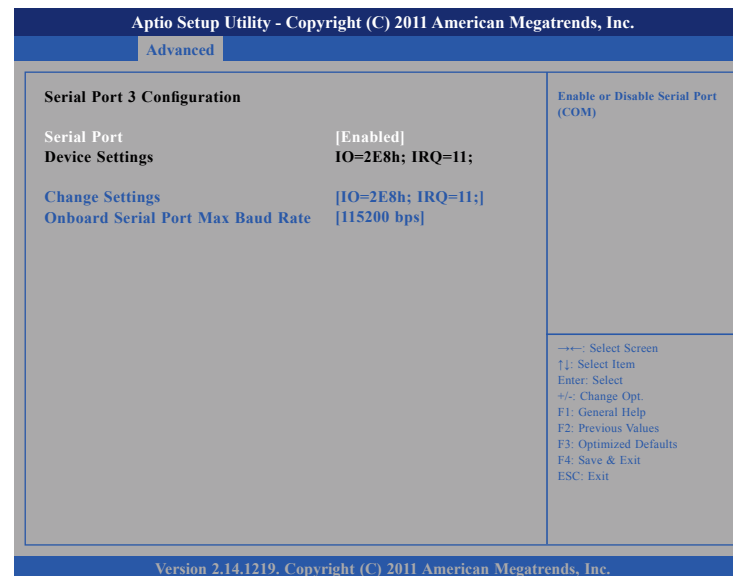 Aptio Setup Utility - Copyright (C) 2011 American Megatrends, Inc.
Advanced
Serial Port 3 Configuration
Serial Port [Enabled]
Device Settings IO=2E8h; IRQ=11;
Change Settings [IO=2E8h; IRQ=11;]
Onboard Serial Port Max Baud Rate [115200 bps]
Enable or Disable Serial Port
(COM)
→←: Select Screen
↑↓: Select Item
Enter: Select
+/-: Change Opt.
F1: General Help
F2: Previous Values
F3: Optimized Defaults
F4: Save & Exit
ESC: Exit
Version 2.14.1219. Copyright (C) 2011 American Megatrends, Inc.